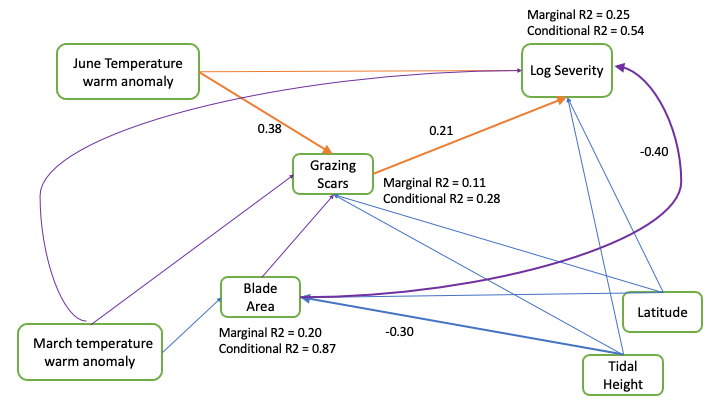 Marginal R2 = 0.25
Conditional R2 = 0.54
June Temperature
warm anomaly
Log Severity
0.38
0.21
-0.40
Grazing
Scars
Marginal R2 = 0.11
Conditional R2 = 0.28
Blade
Area
Latitude
Marginal R2 = 0.20
Conditional R2 = 0.87
-0.30
March temperature
warm anomaly
Tidal
Height